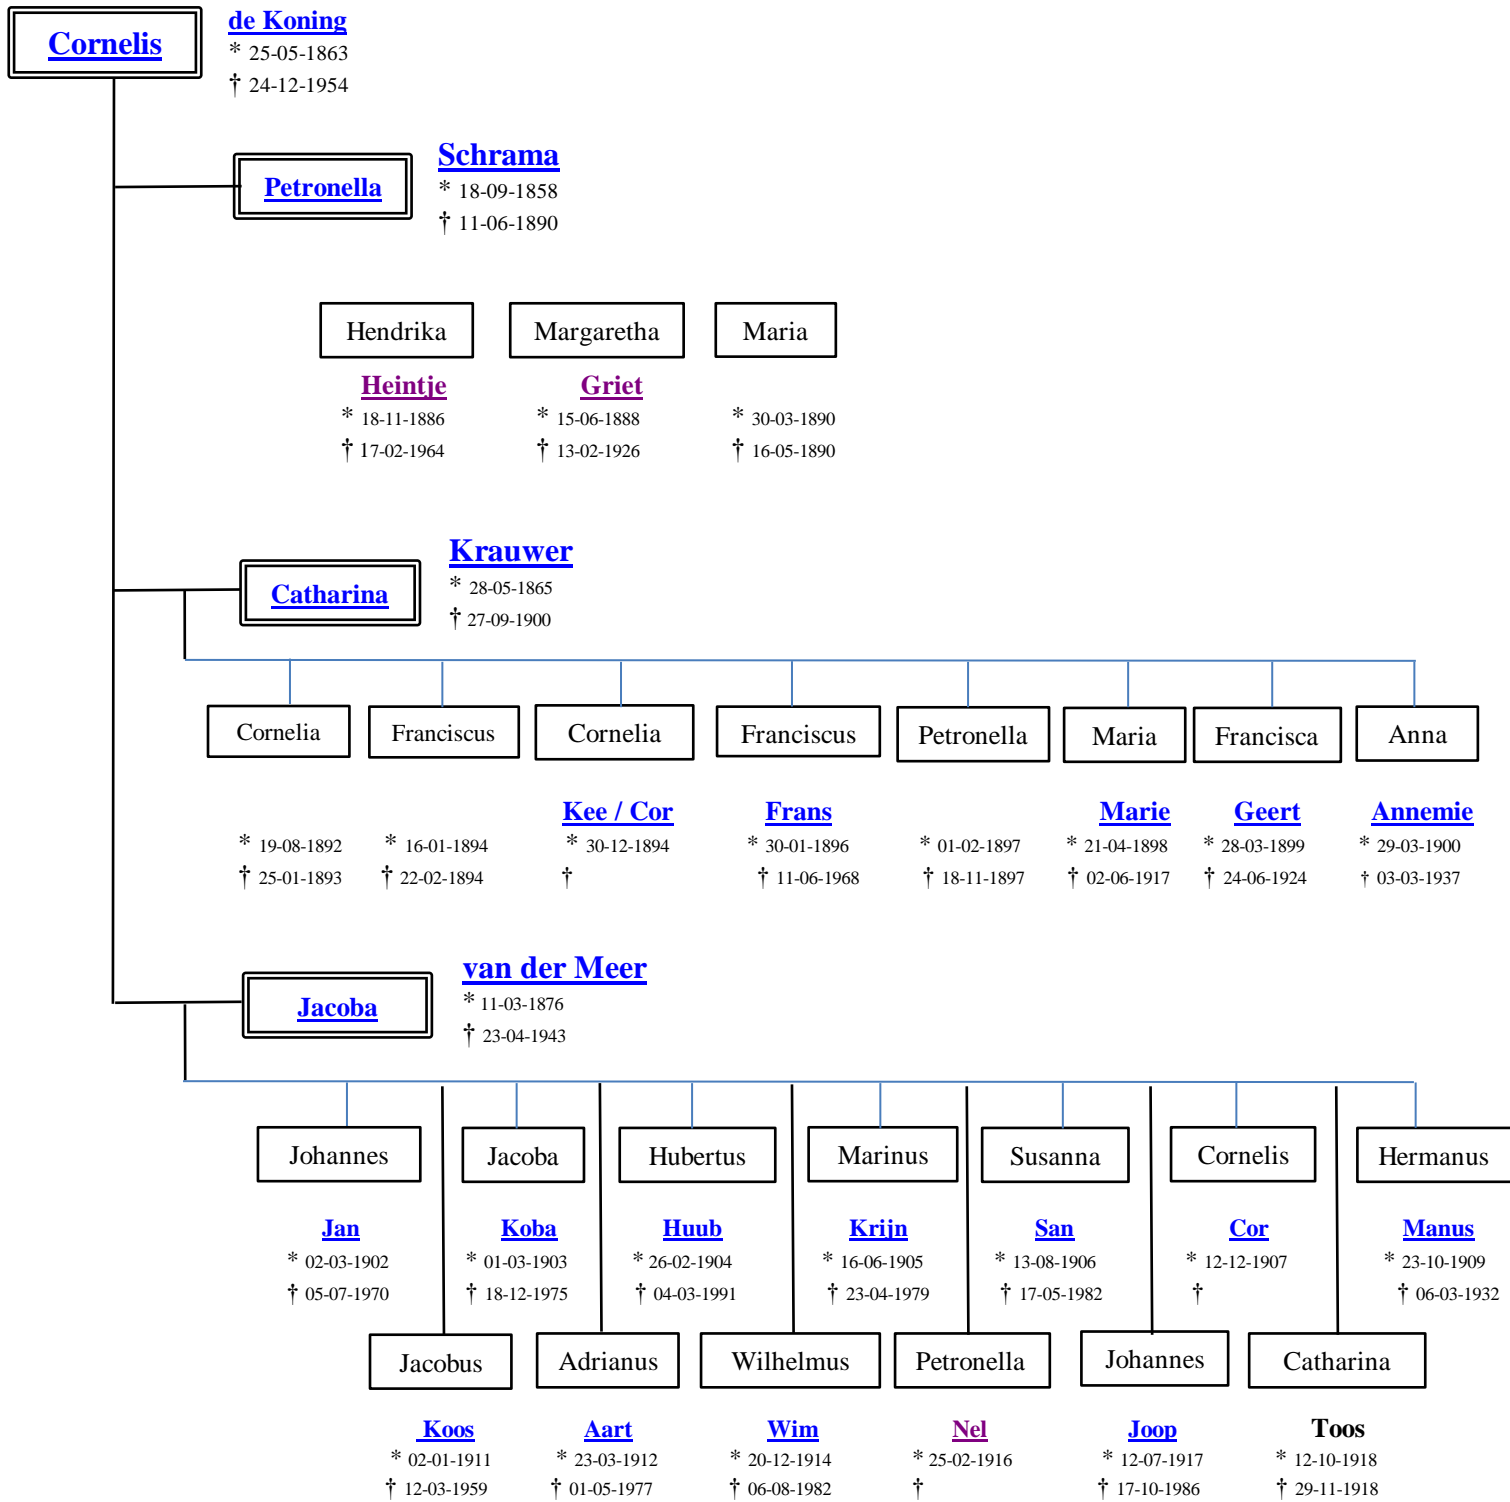 Cornelis
de Koning
* 25-05-1863
† 24-12-1954
Petronella
Schrama
* 18-09-1858
† 11-06-1890
Hendrika Margaretha Maria
Heintje Griet
* 18-11-1886 * 15-06-1888 * 30-03-1890
† 17-02-1964 † 13-02-1926 † 16-05-1890
Catharina
Krauwer
* 28-05-1865
† 27-09-1900
Cornelia Franciscus Cornelia Franciscus Petronella Maria Francisca Anna
Kee / Cor Frans Marie Geert Annemie
* 19-08-1892 * 16-01-1894 * 30-12-1894 * 30-01-1896 * 01-02-1897 * 21-04-1898 * 28-03-1899 * 29-03-1900
† 25-01-1893 † 22-02-1894 † † 11-06-1968 † 18-11-1897 † 02-06-1917 † 24-06-1924 † 03-03-1937
Jacoba
van der Meer
* 11-03-1876
† 23-04-1943
Johannes Jacoba Hubertus Marinus Susanna Cornelis Hermanus
Jan Koba Huub Krijn San Cor Manus
* 02-03-1902 * 01-03-1903 * 26-02-1904 * 16-06-1905 * 13-08-1906 * 12-12-1907 * 23-10-1909
† 05-07-1970 † 18-12-1975 † 04-03-1991 † 23-04-1979 † 17-05-1982 † † 06-03-1932
Jacobus Adrianus Wilhelmus Petronella Johannes Catharina
Koos Aart Wim Nel Joop Toos
* 02-01-1911 * 23-03-1912 * 20-12-1914 * 25-02-1916 * 12-07-1917 * 12-10-1918
† 12-03-1959 † 01-05-1977 † 06-08-1982 † † 17-10-1986 † 29-11-1918